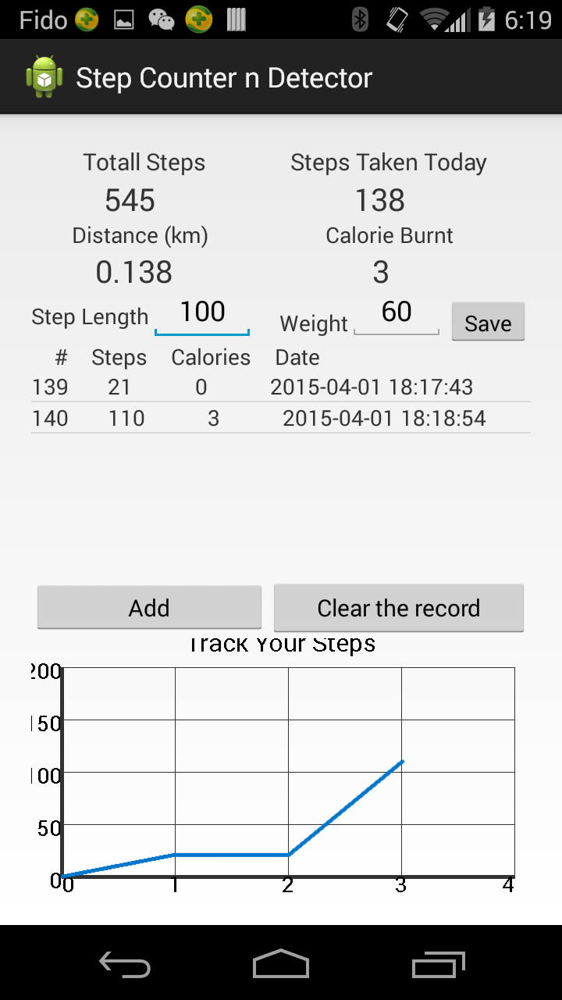 Fido 6:19
Step Counter n Detector
Totall Steps Steps Taken Today
545 138
Distance (km) Calorie Burnt
0.138 3
Step Length 100 Weight 60 Save
# Steps Calories Date
139 21 0 2015-04-01 18:17:43
140 110 3 2015-04-01 18:18:54
Add Clear the record
Track Your Steps
200
150
100
50
0
0 1 2 3 4